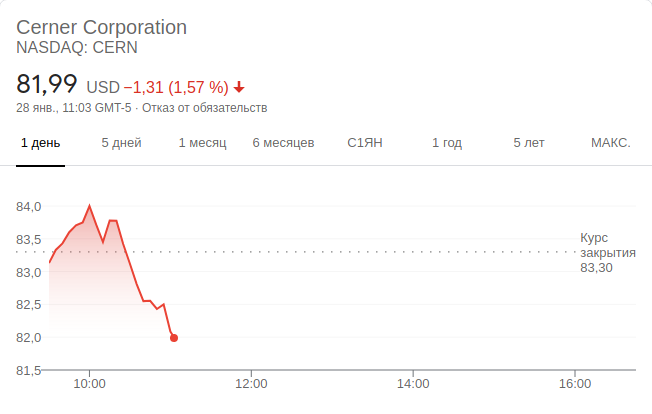 Cerner Corporation
NASDAQ: CERN
81,99 USD −1,31 (1,57 %)
28 янв., 11:03 GMT-5 · Отказ от обязательств
1 день 5 дней 1 месяц 6 месяцев С1ЯН 1 год 5 лет МАКС.
84,0
83,5
83,0
82,5
82,0
81,5
Курс
закрытия
83,30
10:00 12:00 14:00 16:00